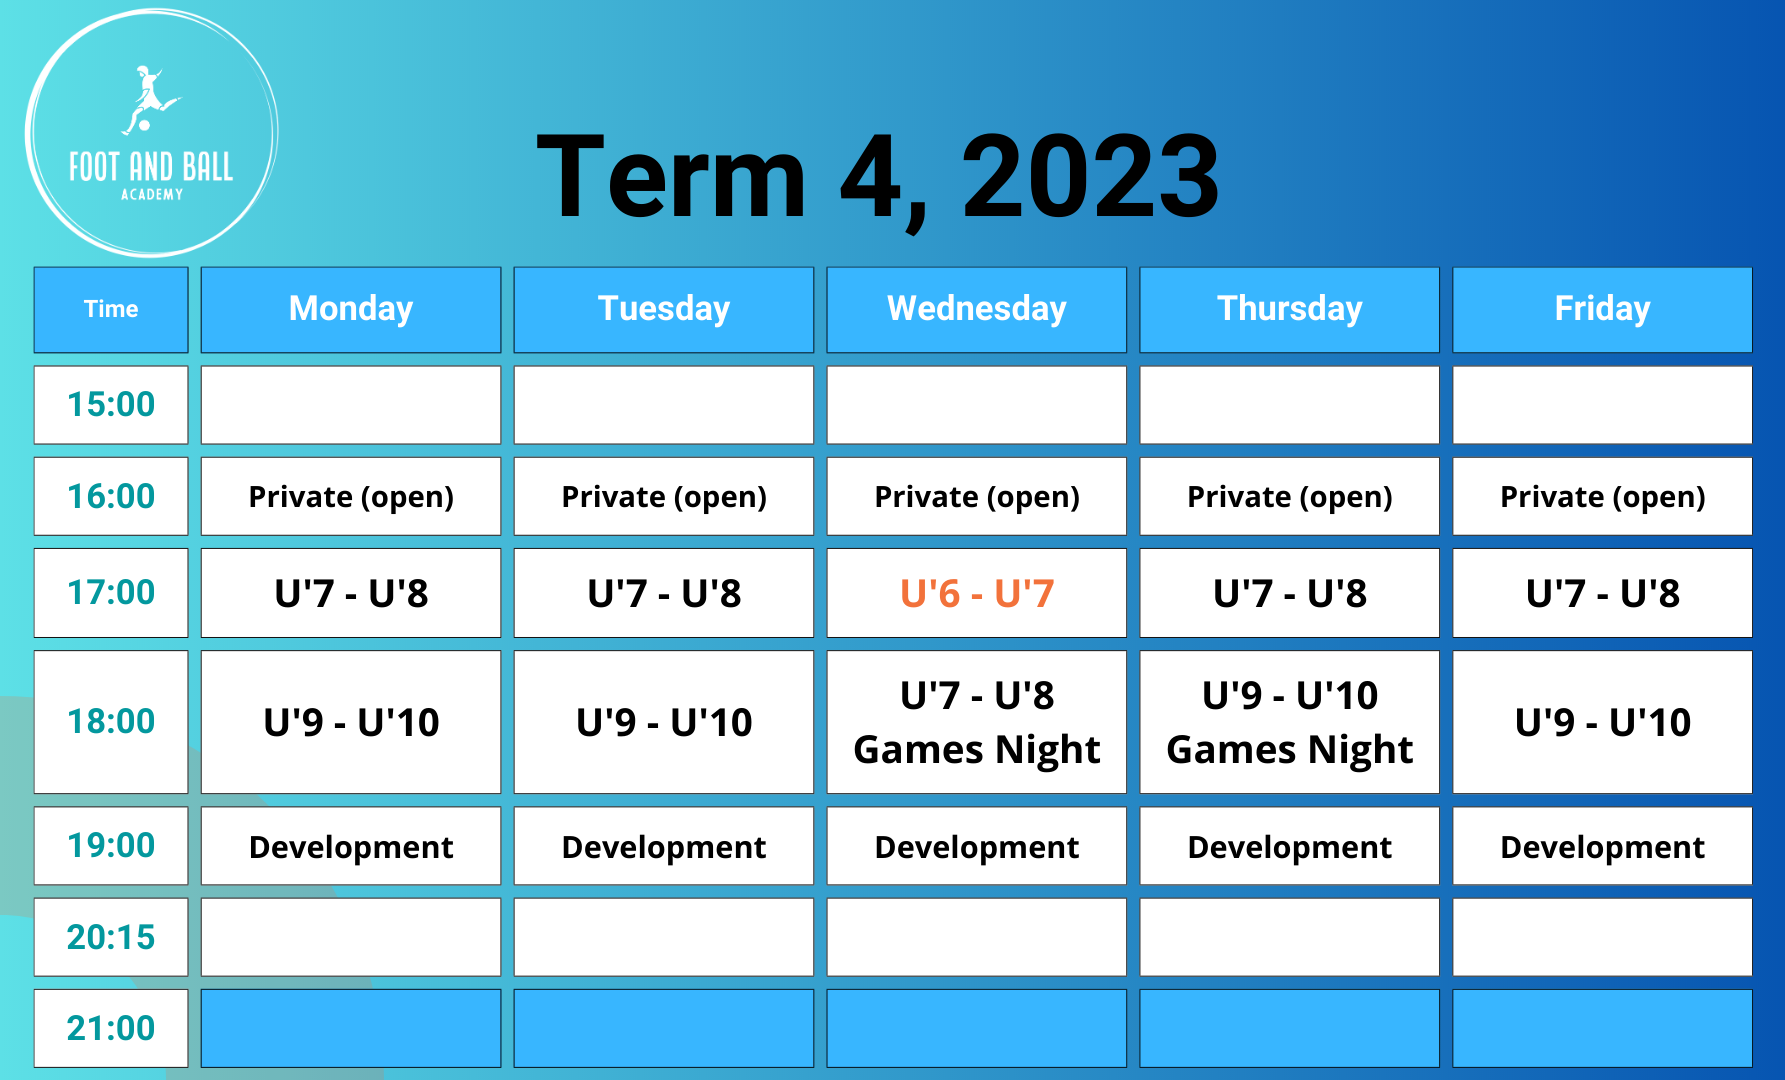 FOOT AND BALL
ACADEMY
Term 4, 2023
Time Monday Tuesday Wednesday Thursday Friday
15:00
16:00 Private (open) Private (open) Private (open) Private (open) Private (open)
17:00 U'7 - U'8 U'7 - U'8 U'6 - U'7 U'7 - U'8 U'7 - U'8
18:00 U'9 - U'10 U'9 - U'10 U'7 - U'8 Games Night U'9 - U'10 Games Night U'9 - U'10
19:00 Development Development Development Development Development
20:15
21:00